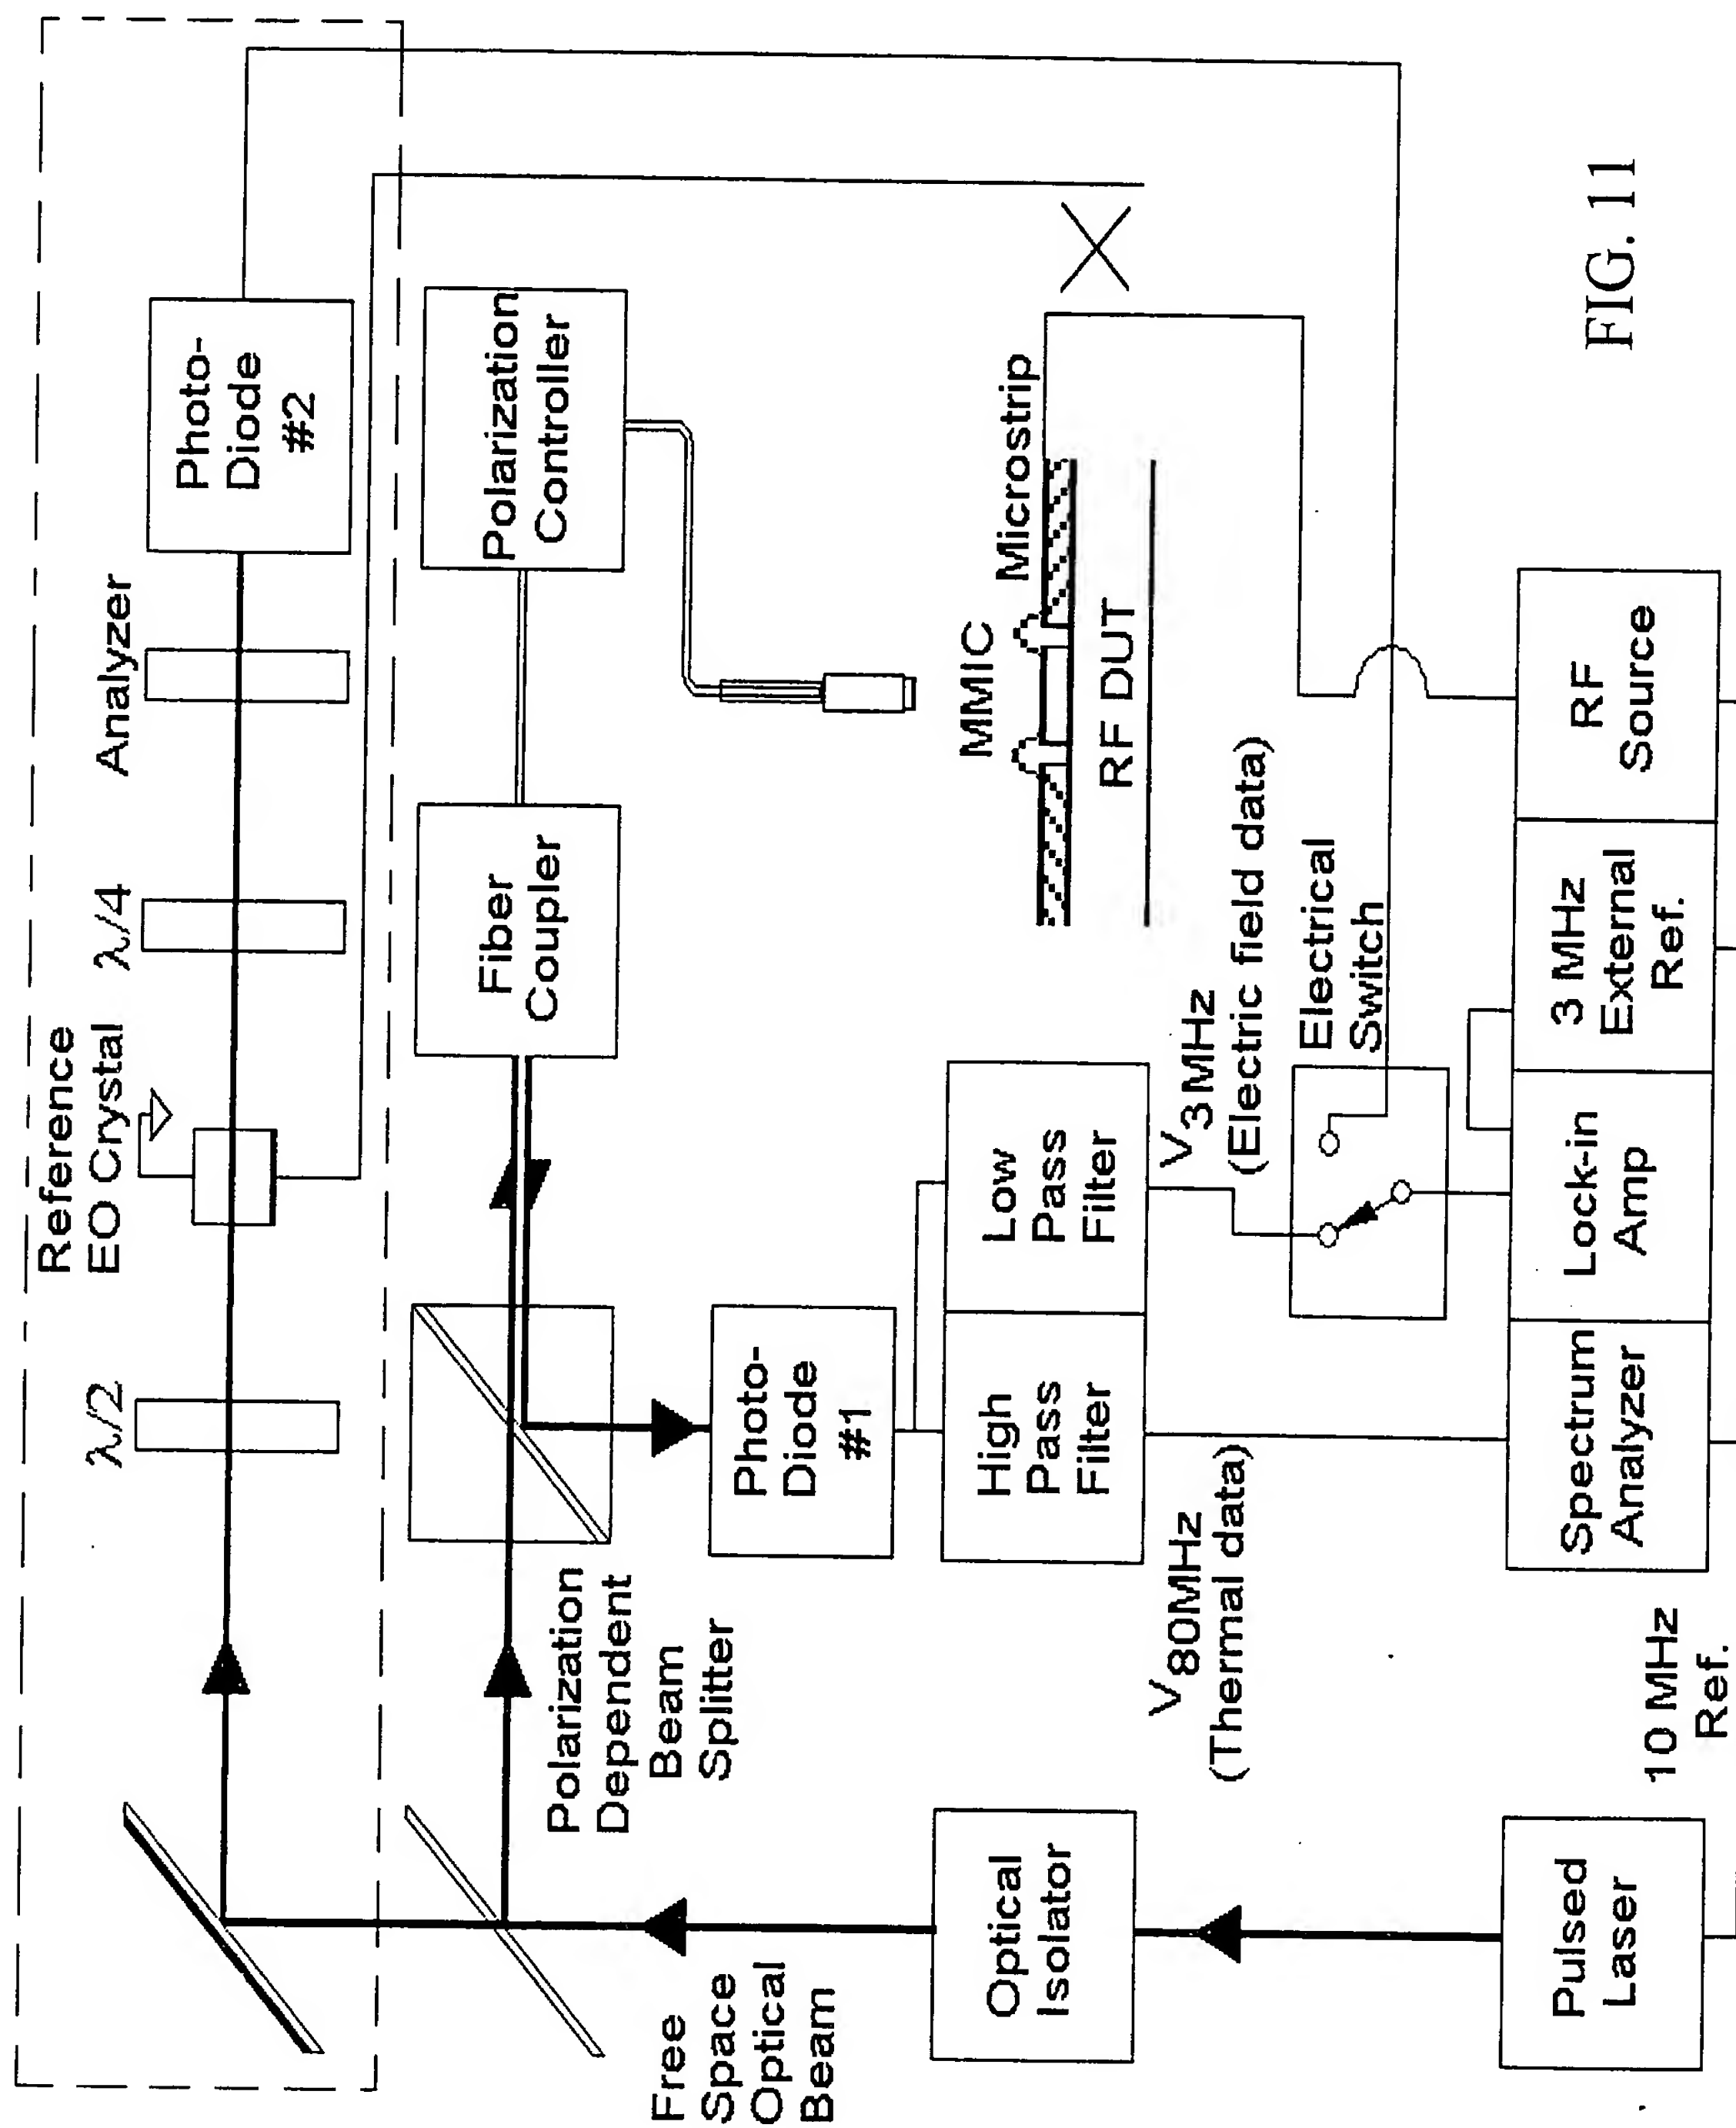 Reference
EO Crystal
λ/2
λ/4
Analyzer
Photo-
Diode
#2
Polarization
Dependent
Beam
Splitter
Fiber
Coupler
Polarization
Controller
Free
Space
Optical
Beam
Photo-
Diode
#1
High
Pass
Filter
Low
Pass
Filter
MMIC
Microstrip
RF DUT
Optical
Isolator
V80MHz
(Thermal data)
V3MHz
(Electric field data)
Electrical
Switch
Pulsed
Laser
10 MHz
Ref.
Spectrum
Analyzer
Lock-in
Amp
3 MHz
External
Ref.
RF
Source
FIG. 11